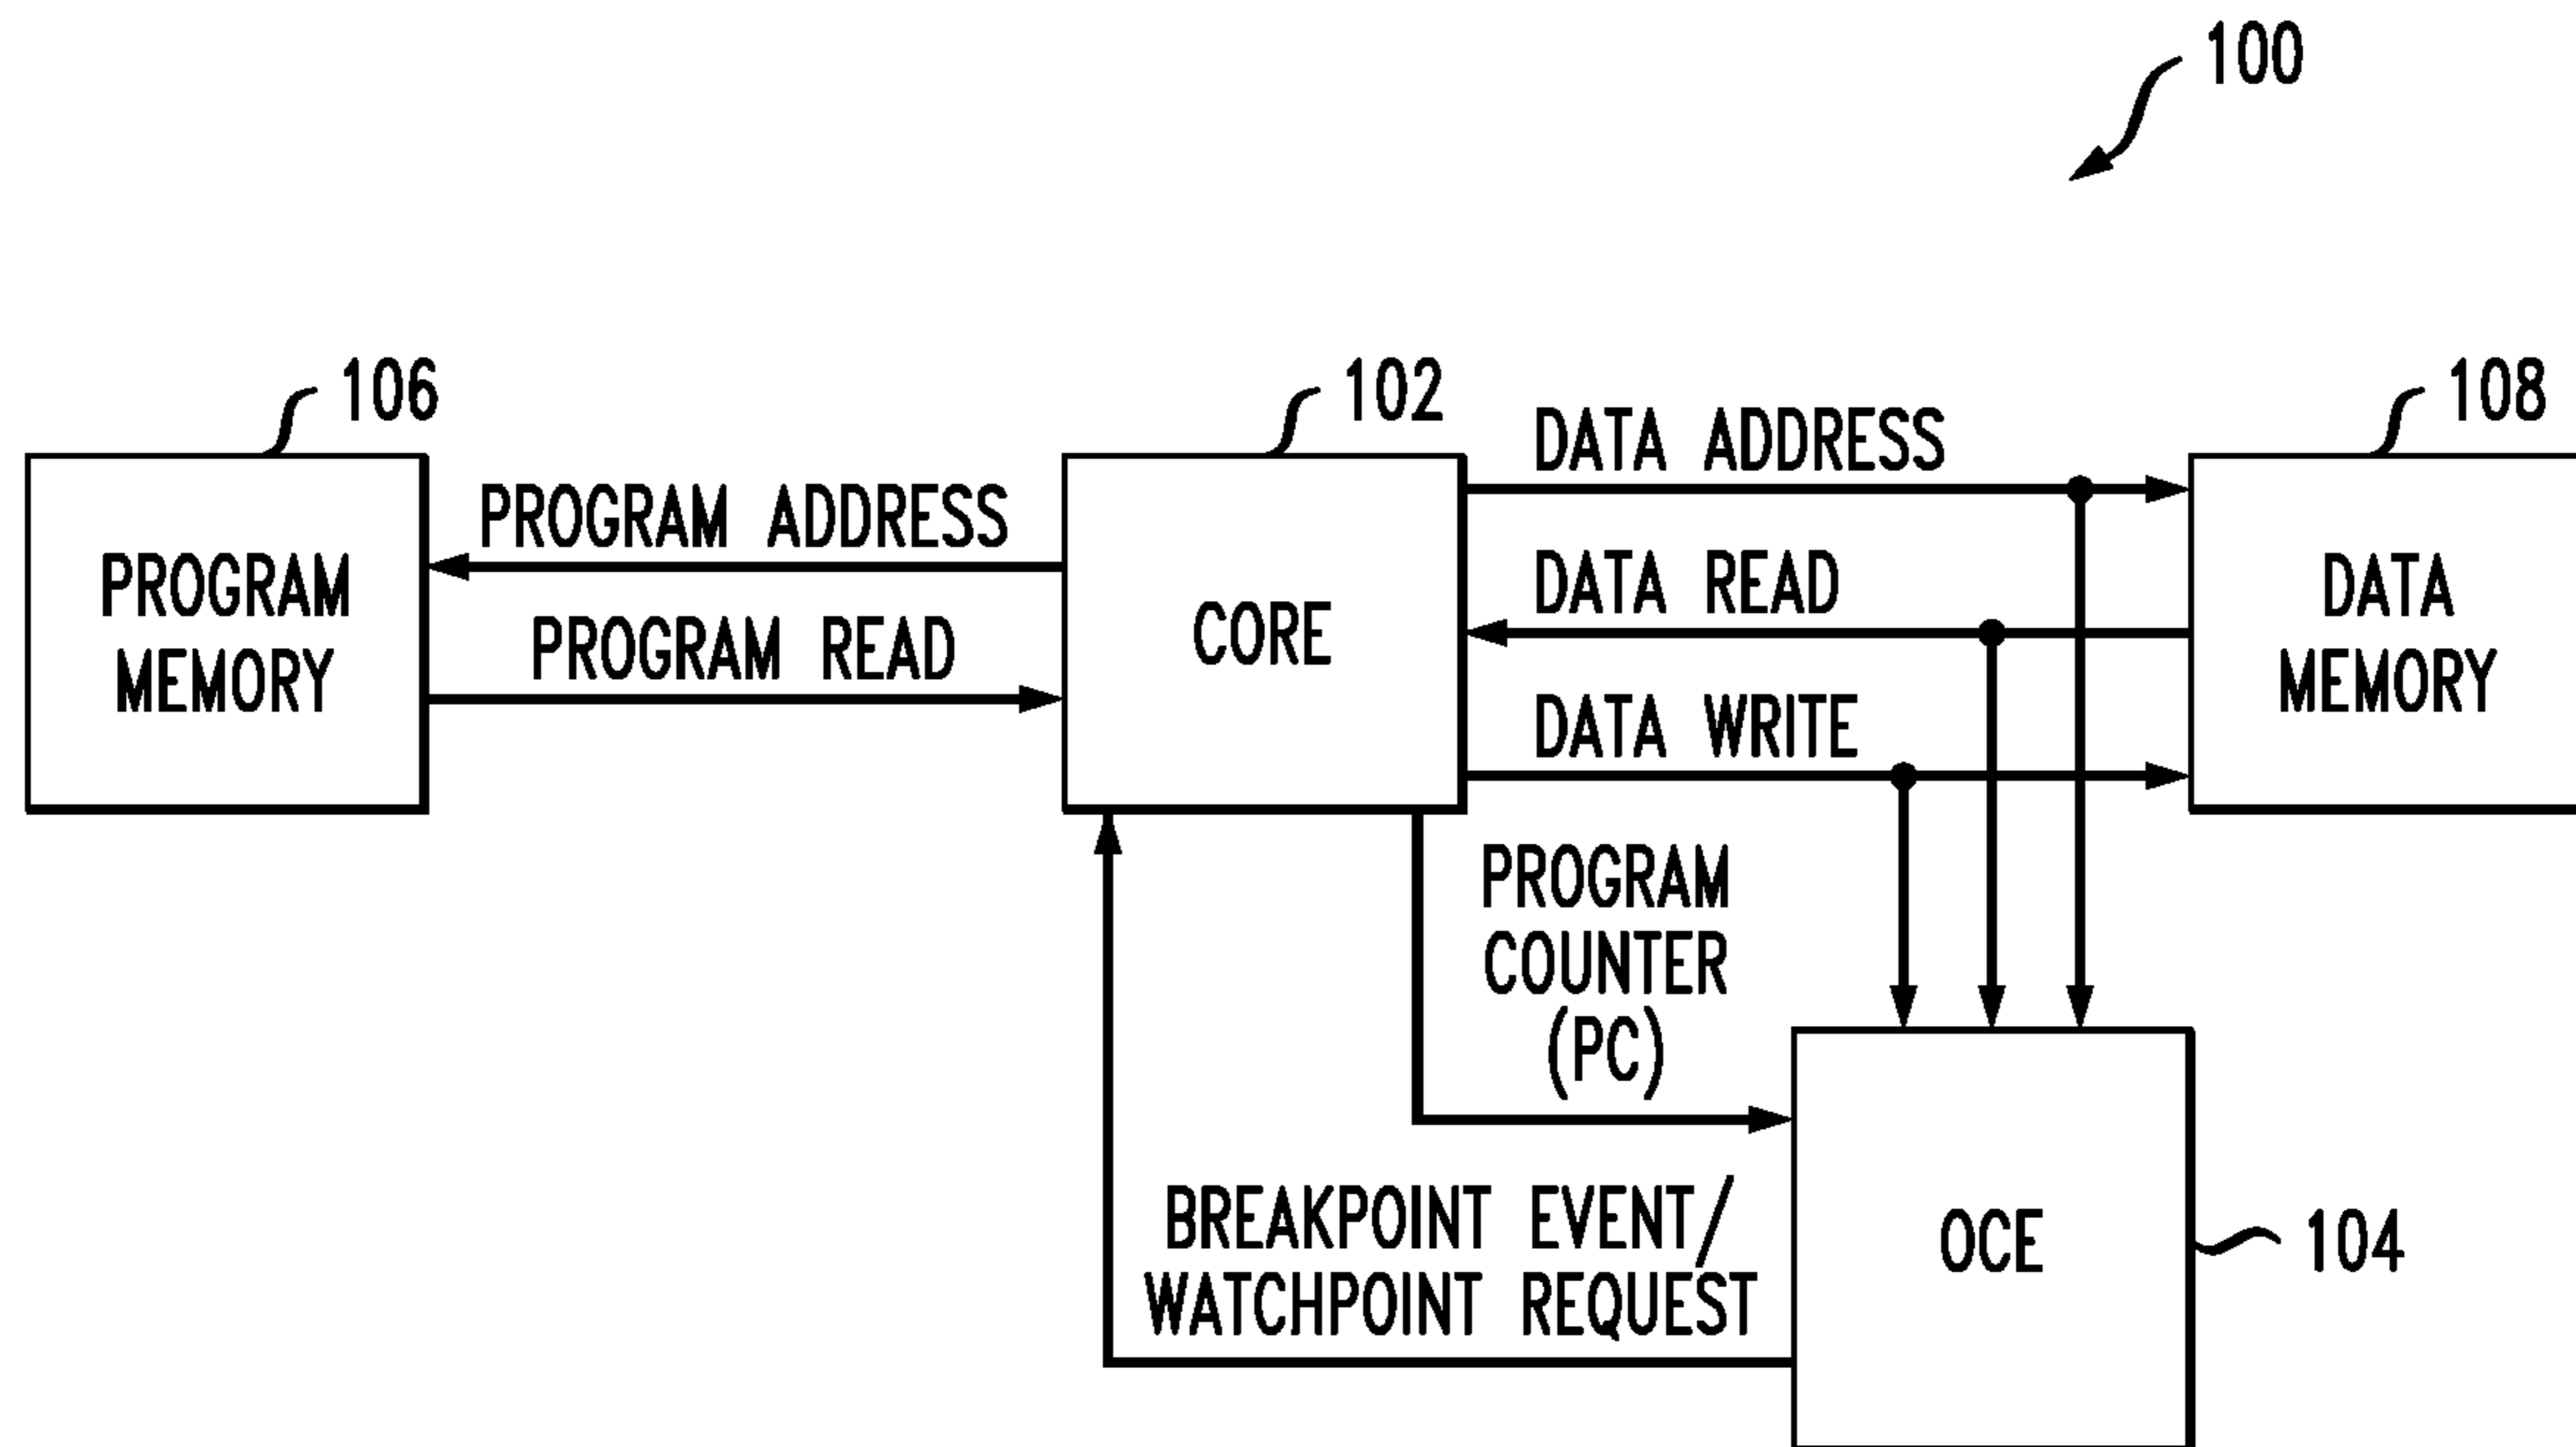 100
106
102
108
PROGRAM ADDRESS
PROGRAM READ
PROGRAM
MEMORY
CORE
DATA ADDRESS
DATA READ
DATA WRITE
DATA
MEMORY
PROGRAM
COUNTER
(PC)
BREAKPOINT EVENT/
WATCHPOINT REQUEST
OCE
104